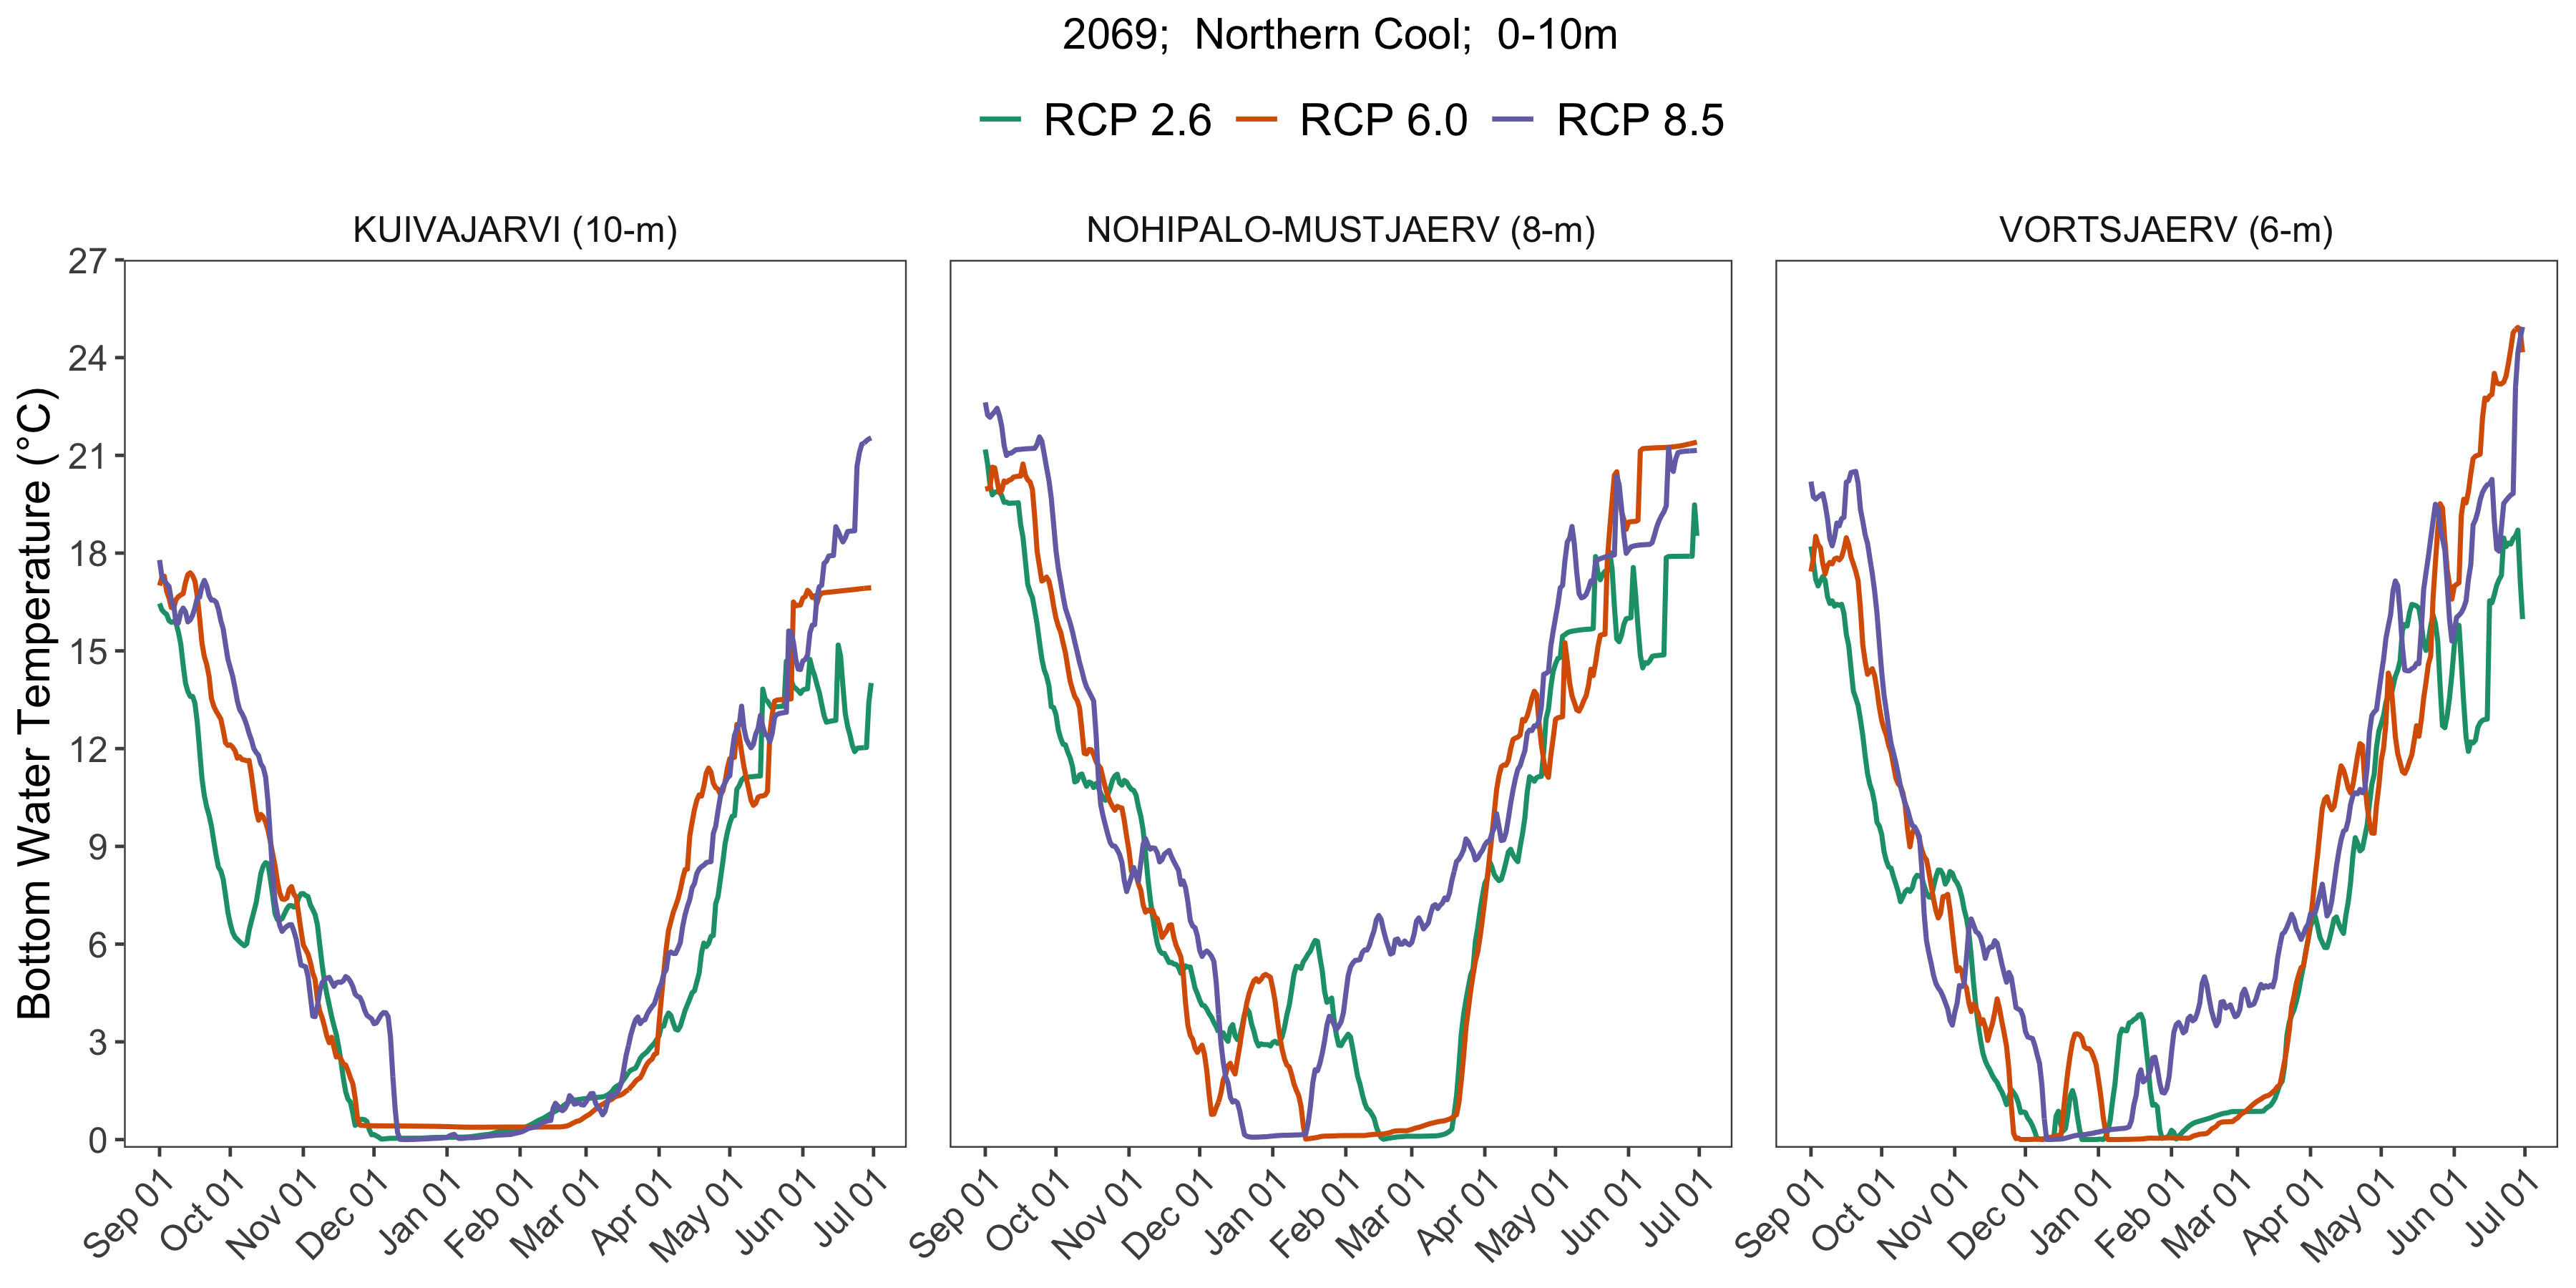 2069;  Northern Cool;  0-10m
RCP 2.6 RCP 6.0 RCP 8.5
KUIVAJARVI (10-m) NOHIPALO-MUSTJAERV (8-m) VORTSJAERV (6-m)
Bottom Water Temperature (°C)
27
24
21
18
15
12
9
6
3
0
Sep 01 Oct 01 Nov 01 Dec 01 Jan 01 Feb 01 Mar 01 Apr 01 May 01 Jun 01 Jul 01
Sep 01 Oct 01 Nov 01 Dec 01 Jan 01 Feb 01 Mar 01 Apr 01 May 01 Jun 01 Jul 01
Sep 01 Oct 01 Nov 01 Dec 01 Jan 01 Feb 01 Mar 01 Apr 01 May 01 Jun 01 Jul 01